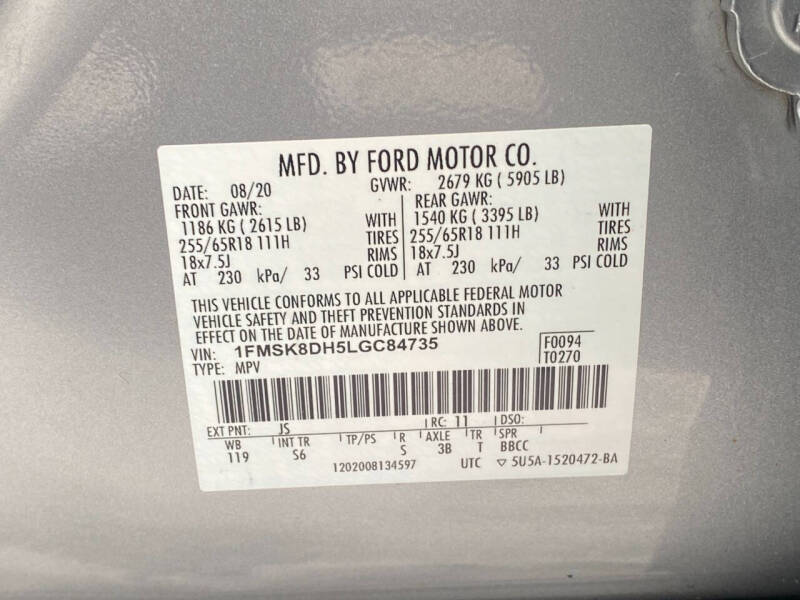 MFD. BY FORD MOTOR CO.
DATE: 08/20 GVWR: 2679 KG ( 5905 LB)
FRONT GAWR: REAR GAWR:
1186 KG ( 2615 LB) WITH 1540 KG ( 3395 LB) WITH
255/65R18 111H TIRES 255/65R18 111H TIRES
18x7.5J RIMS 18x7.5J RIMS
AT 230 kPa/ 33 PSI COLD AT 230 kPa/ 33 PSI COLD
THIS VEHICLE CONFORMS TO ALL APPLICABLE FEDERAL MOTOR
VEHICLE SAFETY AND THEFT PREVENTION STANDARDS IN
EFFECT ON THE DATE OF MANUFACTURE SHOWN ABOVE.
VIN: 1FMSK8DH5LGC84735 F0094
TYPE: MPV T0270
EXT PNT: JS RC: 11 DSO:
WB INT TR TP/PS R AXLE TR SPR
119 S6 S 3B T BBCC
1202008134597 UTC ▽ 5U5A-1520472-BA